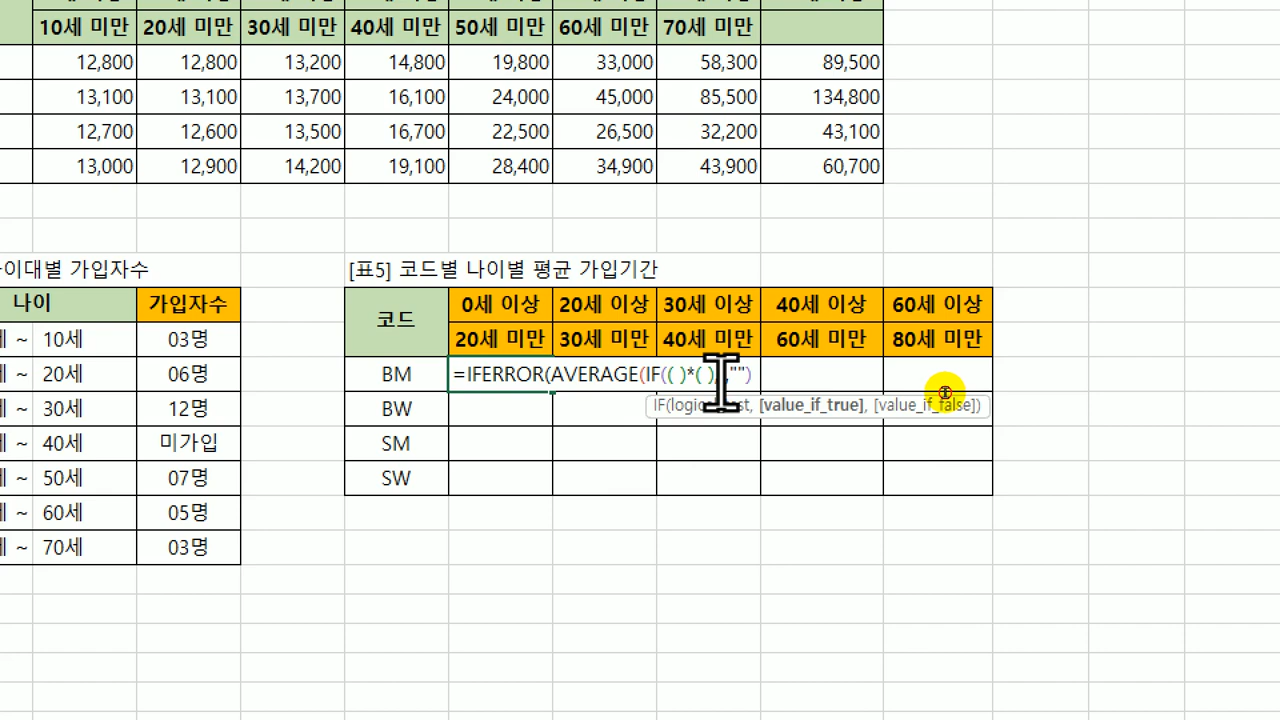 10세 미만 20세 미만 30세 미만 40세 미만 50세 미만 60세 미만 70세 미만
12,800 12,800 13,200 14,800 19,800 33,000 58,300 89,500
13,100 13,100 13,700 16,100 24,000 45,000 85,500 134,800
12,700 12,600 13,500 16,700 22,500 26,500 32,200 43,100
13,000 12,900 14,200 19,100 28,400 34,900 43,900 60,700
가입자수
나이 가입자수
~ 10세 03명
~ 20세 06명
~ 30세 12명
~ 40세 미가입
~ 50세 07명
~ 60세 05명
~ 70세 03명
[표5] 코드별 나이별 평균 가입기간
코드 0세 이상 20세 이상 30세 이상 40세 이상 60세 이상
20세 미만 30세 미만 40세 미만 60세 미만 80세 미만
BM =IFERROR(AVERAGE(IF(( )*( ), ,"")
①
[value_if_true], [value_if_false])
BW
SM
SW